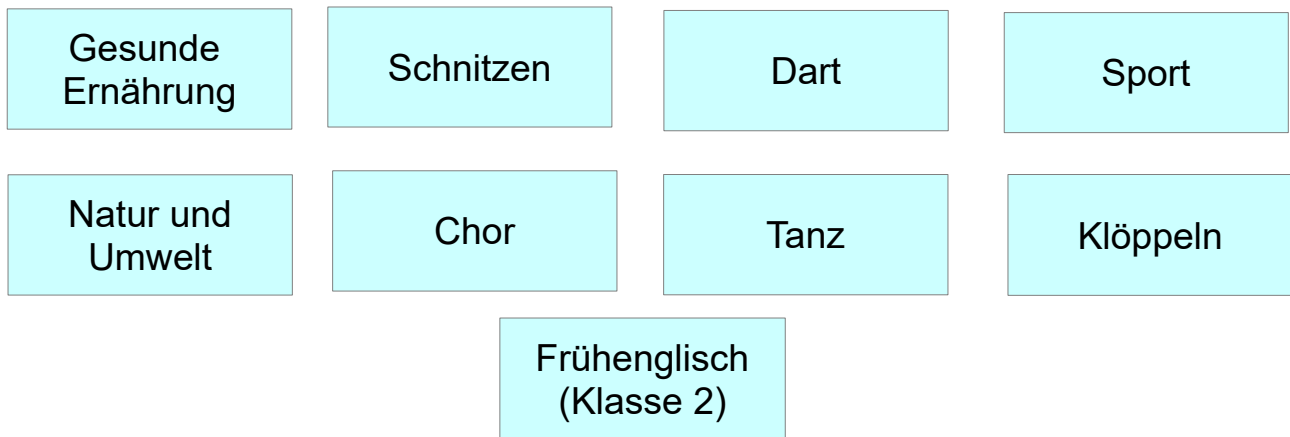 Gesunde
Ernährung
Schnitzen
Dart
Sport
Natur und
Umwelt
Chor
Tanz
Klöppeln
Frühenglisch
(Klasse 2)